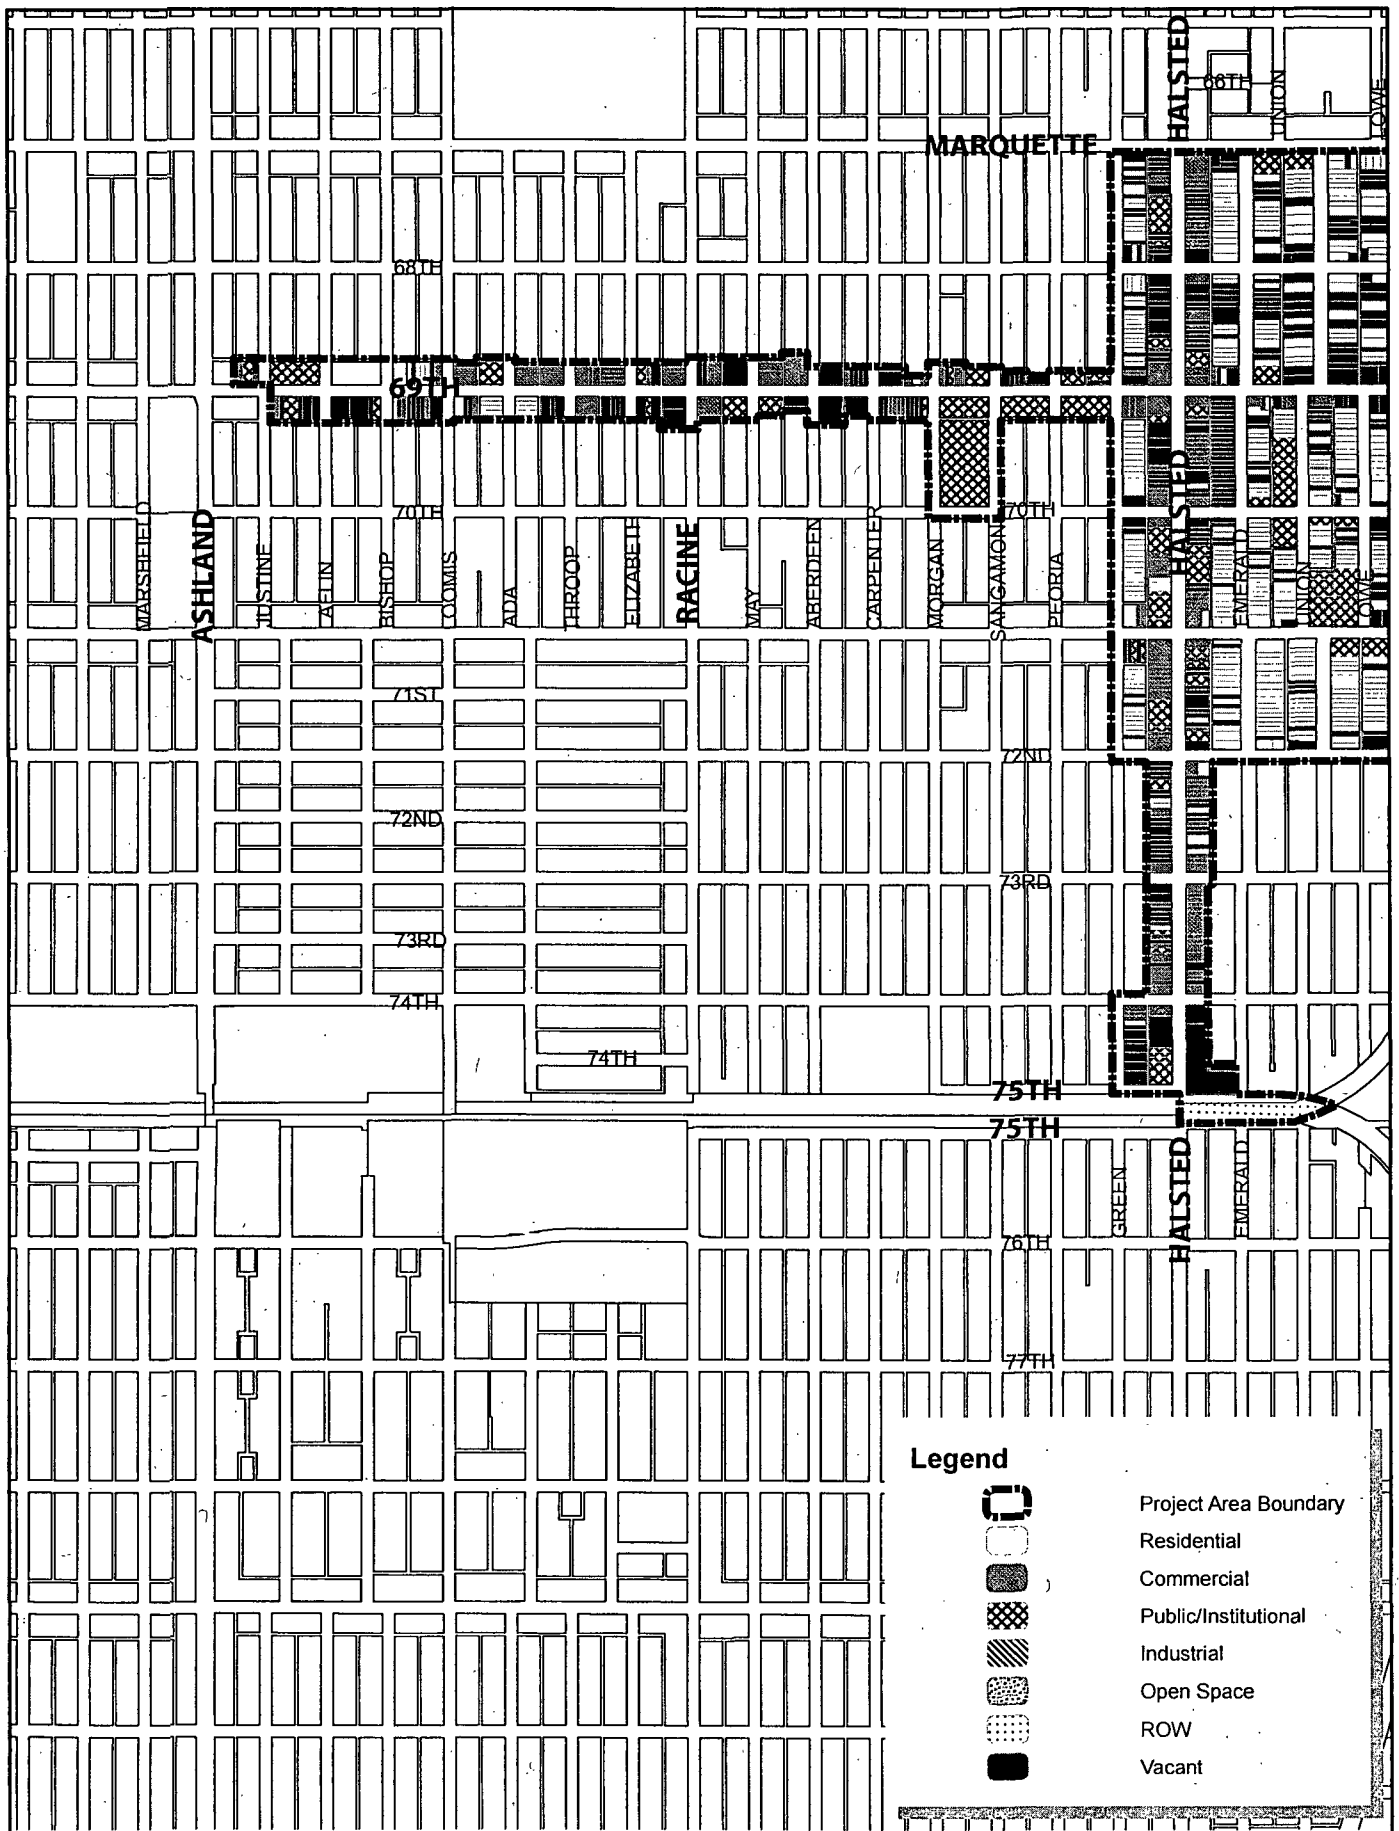 HALSTED
66TH
UNION
LOWE
MARQUETTE
68TH
69TH
HALSTED
70TH
70TH
MARSHFIELD
ASHLAND
JUSTINE
LAFLIN
BISHOP
LOOMIS
ADA
THROOP
ELIZABETH
RACINE
MAY
ABERDEEN
CARPENTER
MORGAN
SANGAMON
PEORIA
EMERALD
UNION
LOWE
71ST
72ND
72ND
73RD
73RD
74TH
74TH
75TH
75TH
GREEN
HALSTED
EMERALD
76TH
77TH
Legend
Project Area Boundary
Residential
Commercial
Public/Institutional
Industrial
Open Space
ROW
Vacant